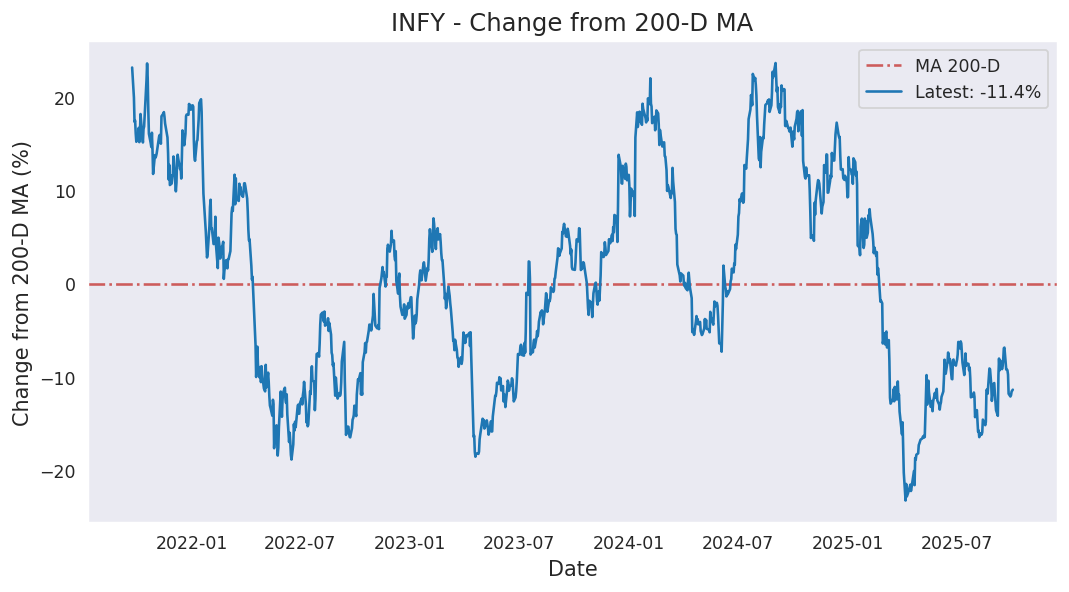 INFY - Change from 200-D MA
MA 200-D
Latest: -11.4%
Change from 200-D MA (%)
20
10
0
−10
−20
2022-01 2022-07 2023-01 2023-07 2024-01 2024-07 2025-01 2025-07
Date